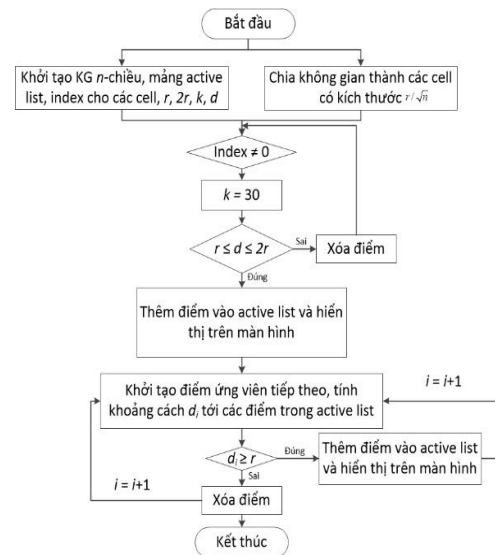 Bắt đầu
Khởi tạo KG n-chiều, mảng active
list, index cho các cell, r, 2r, k, d
Chia không gian thành các cell
có kích thước r/√n
Index ≠ 0
k = 30
r ≤ d ≤ 2r
Sai
Xóa điểm
Đúng
Thêm điểm vào active list và hiển
thị trên màn hình
Khởi tạo điểm ứng viên tiếp theo, tính
khoảng cách dᵢ tới các điểm trong active list
i = i+1
dᵢ ≥ r
Đúng
Thêm điểm vào active list
và hiển thị trên màn hình
Sai
i = i+1
Xóa điểm
Kết thúc